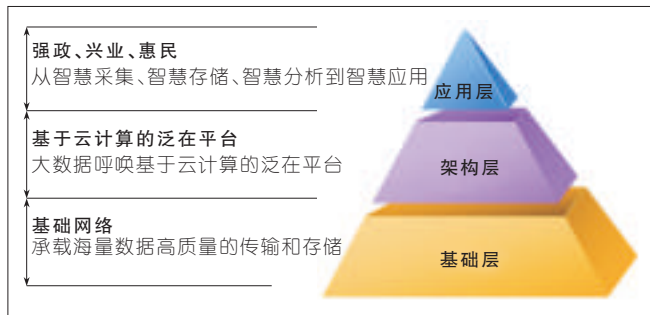 强政、兴业、惠民
从智慧采集、智慧存储、智慧分析到智慧应用
应用层
基于云计算的泛在平台
大数据呼唤基于云计算的泛在平台
架构层
基础网络
承载海量数据高质量的传输和存储
基础层